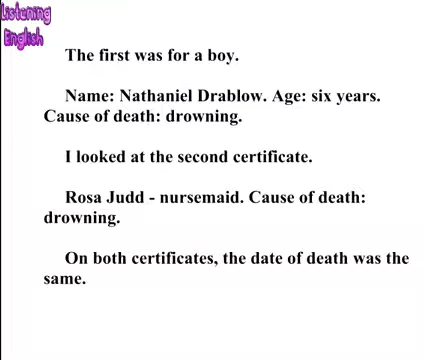 Listening
English
The first was for a boy.
Name: Nathaniel Drablow. Age: six years.
Cause of death: drowning.
I looked at the second certificate.
Rosa Judd - nursemaid. Cause of death:
drowning.
On both certificates, the date of death was the
same.